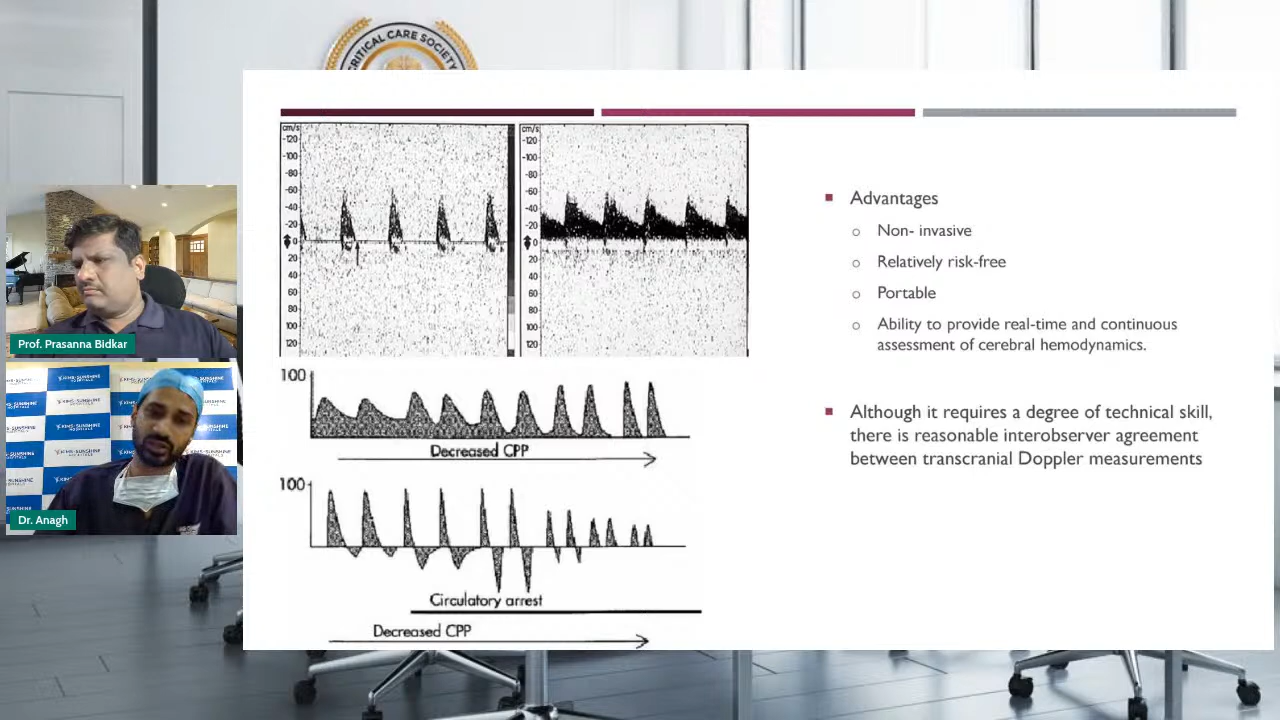 CRITICAL CARE SOCIETY
cm/s
-120
-100
-80
-60
-40
-20
0
20
40
60
80
100
120
cm/s
-120
-100
-80
-60
-40
-20
0
20
40
60
80
100
120
100
Decreased CPP
100
Circulatory arrest
Decreased CPP
Advantages
Non- invasive
Relatively risk-free
Portable
Ability to provide real-time and continuous
assessment of cerebral hemodynamics.
Although it requires a degree of technical skill,
there is reasonable interobserver agreement
between transcranial Doppler measurements
Prof. Prasanna Bidkar
KIMS-SUNSHINE
HOSPITALS
Dr. Anagh